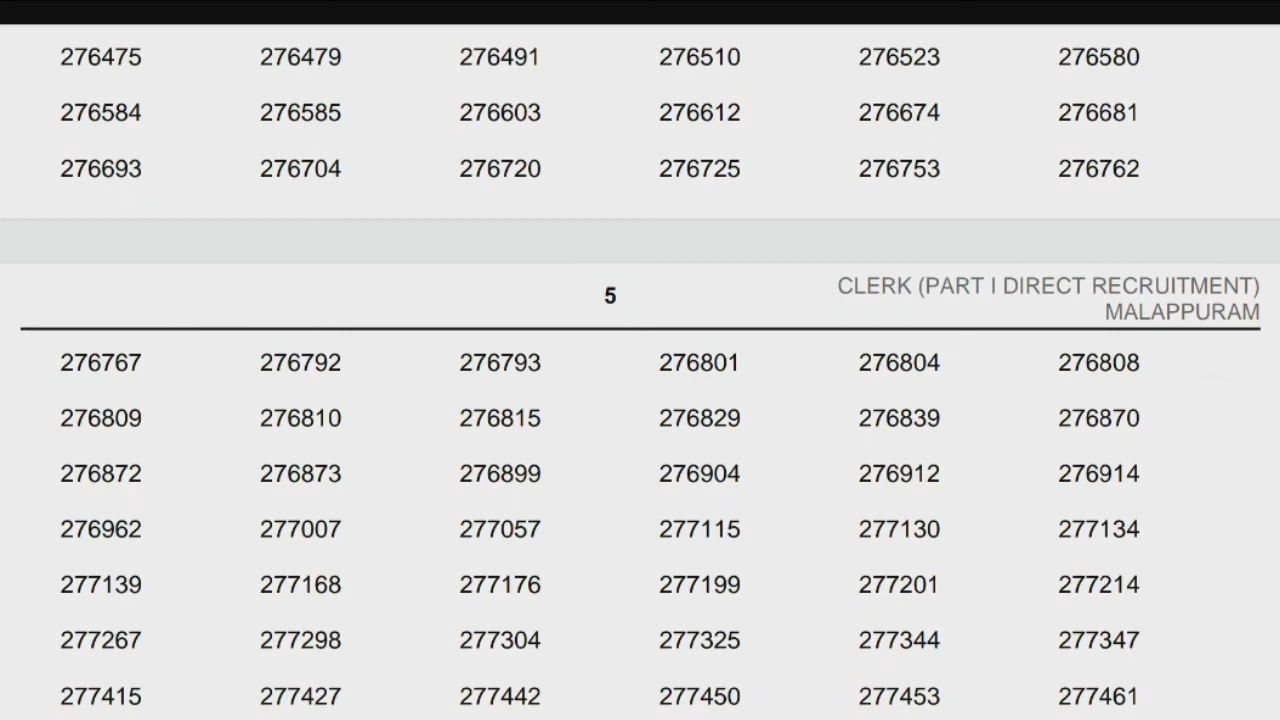 276475 276479 276491 276510 276523 276580
276584 276585 276603 276612 276674 276681
276693 276704 276720 276725 276753 276762
5
CLERK (PART I DIRECT RECRUITMENT)
MALAPPURAM
276767 276792 276793 276801 276804 276808
276809 276810 276815 276829 276839 276870
276872 276873 276899 276904 276912 276914
276962 277007 277057 277115 277130 277134
277139 277168 277176 277199 277201 277214
277267 277298 277304 277325 277344 277347
277415 277427 277442 277450 277453 277461